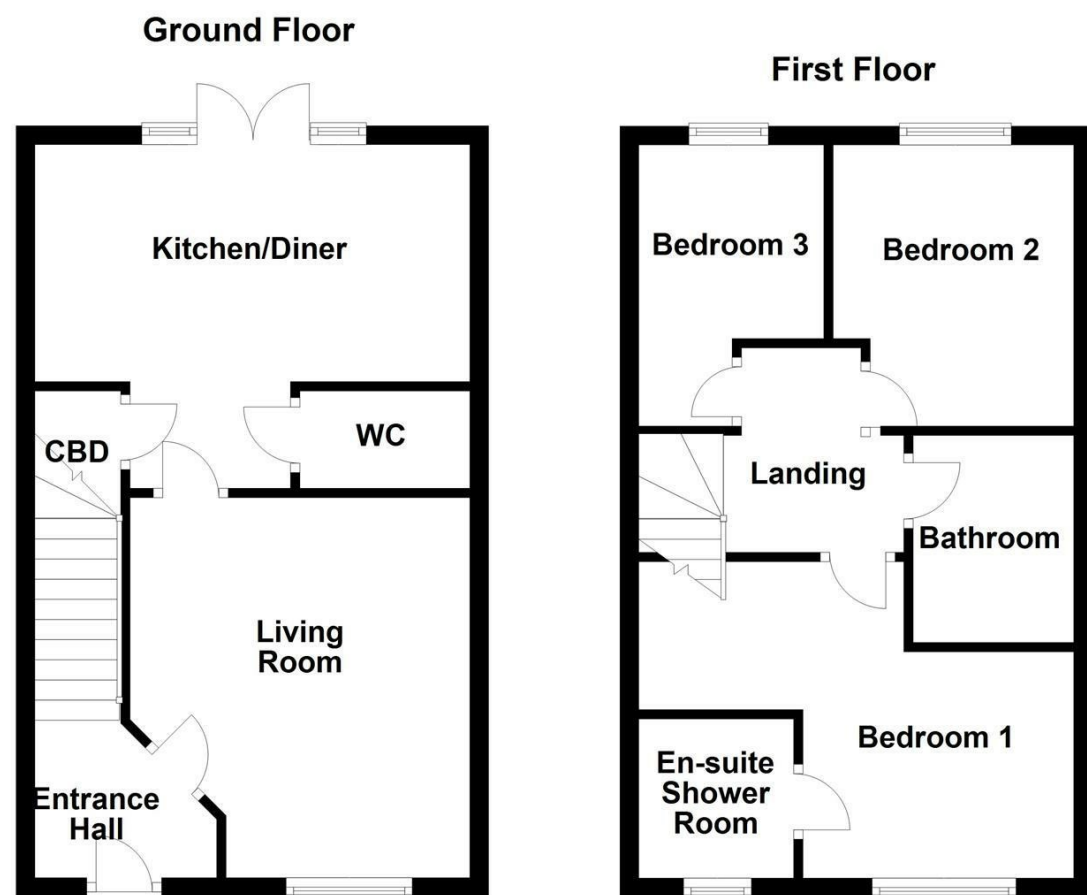 Ground Floor
Kitchen/Diner
CBD
WC
Living
Room
Entrance
Hall
First Floor
Bedroom 3
Bedroom 2
Landing
Bathroom
Bedroom 1
En-suite
Shower
Room